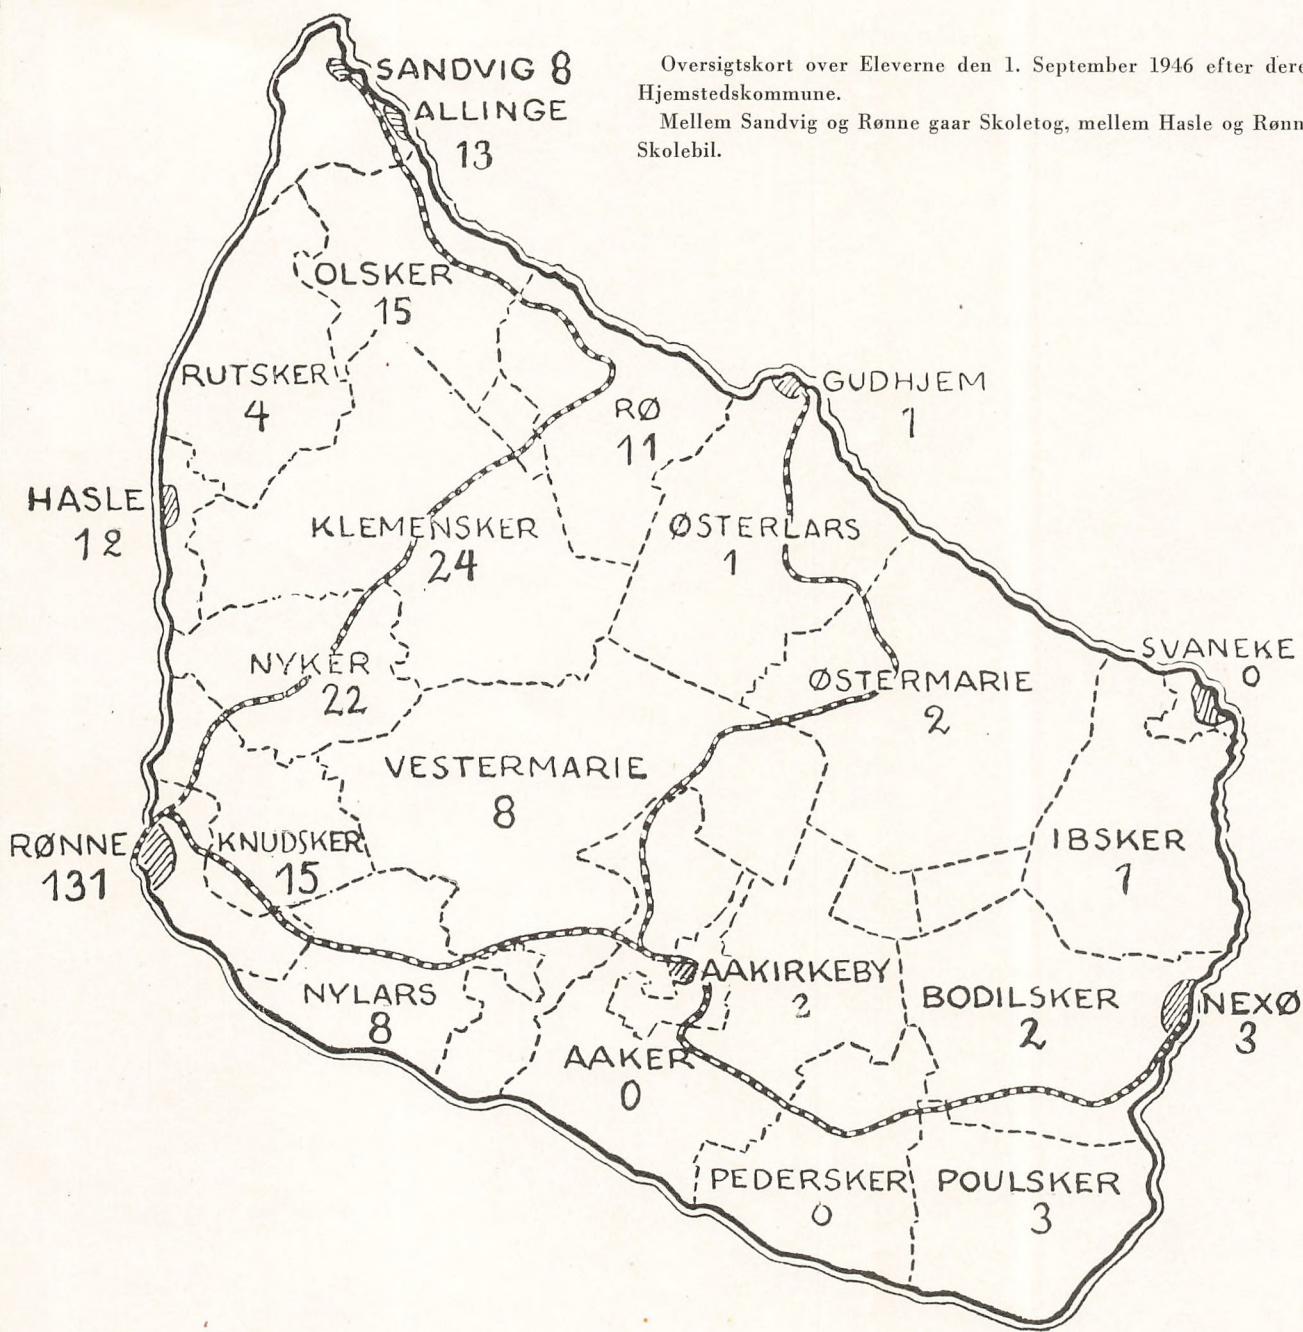 Oversigtskort over Eleverne den 1. September 1946 efter dere
Hjemstedskommune.
Mellem Sandvig og Rønne gaar Skoletog, mellem Hasle og Rønn
Skolebil.
SANDVIG 8
ALLINGE
13
OLSKER
15
RUTSKER
4
GUDHJEM
1
RØ
11
HASLE
12
KLEMENSKER
24
ØSTERLARS
1
NYKER
22
SVANEKE
0
ØSTERMARIE
2
VESTERMARIE
8
RØNNE
131
KNUDSKER
15
IBSKER
1
NYLARS
8
AAKIRKEBY
2
BODILSKER
2
NEXØ
3
AAKER
0
PEDERSKER
0
POULSKER
3